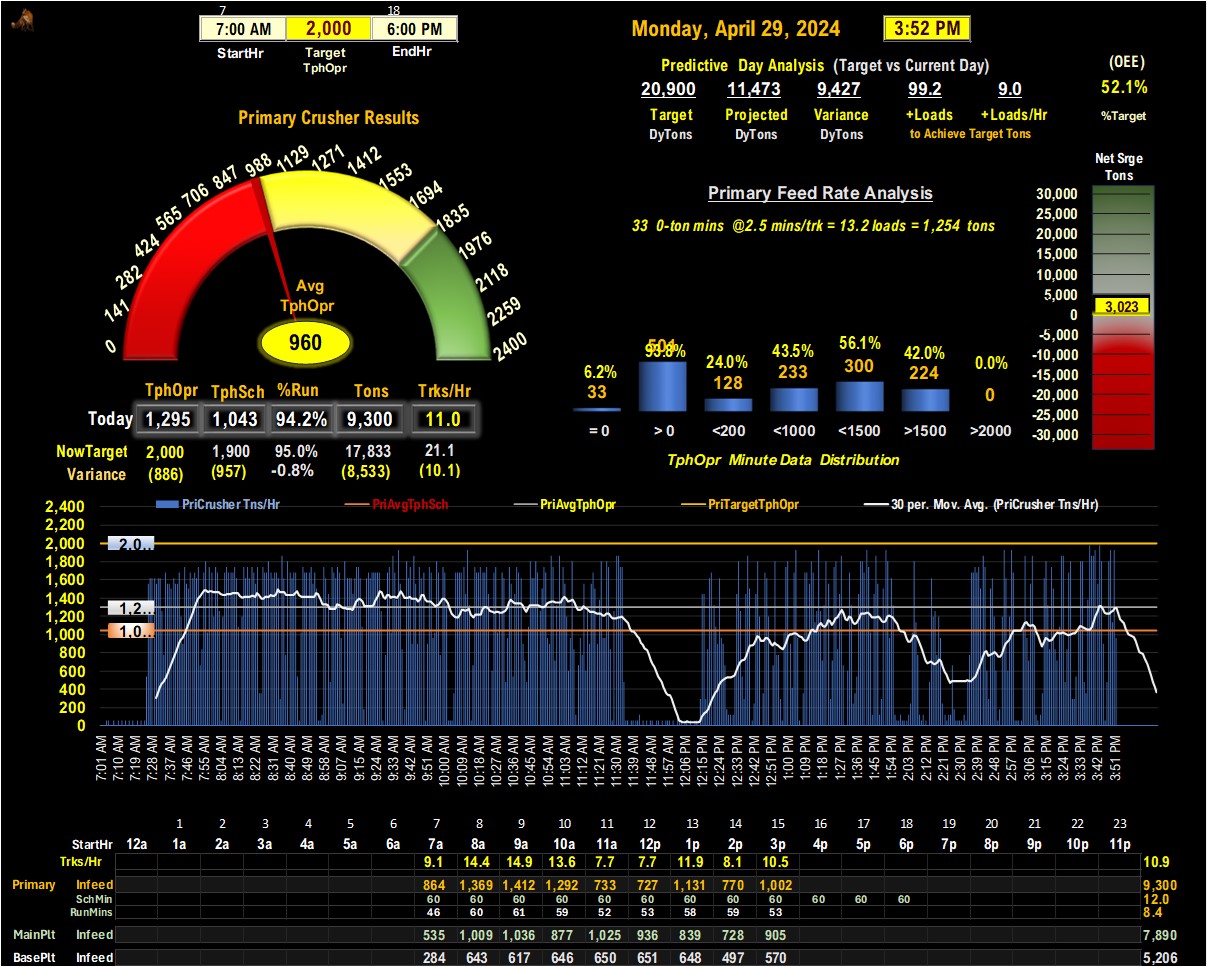 7 18
7:00 AM 2,000 6:00 PM
StartHr Target TphOpr EndHr
Monday, April 29, 2024 3:52 PM
Predictive Day Analysis (Target vs Current Day)
20,900 11,473 9,427 99.2 9.0
Target Projected Variance +Loads +Loads/Hr
DyTons DyTons DyTons to Achieve Target Tons
(OEE)
52.1%
%Target
Primary Crusher Results
0 141 282 424 565 706 847 988 1129 1271 1412 1553 1694 1835 1976 2118 2259 2400
Avg
TphOpr
960
TphOpr TphSch %Run Tons Trks/Hr
Today 1,295 1,043 94.2% 9,300 11.0
NowTarget 2,000 1,900 95.0% 17,833 21.1
Variance (886) (957) -0.8% (8,533) (10.1)
Primary Feed Rate Analysis
33 0-ton mins @2.5 mins/trk = 13.2 loads = 1,254 tons
6.2% 93.8% 24.0% 43.5% 56.1% 42.0% 0.0%
33 501 128 233 300 224 0
= 0 > 0 <200 <1000 <1500 >1500 >2000
TphOpr Minute Data Distribution
Net Srge
Tons
30,000
25,000
20,000
15,000
10,000
5,000
3,023
0
-5,000
-10,000
-15,000
-20,000
-25,000
-30,000
PriCrusher Tns/Hr PriAvgTphSch PriAvgTphOpr PriTargetTphOpr 30 per. Mov. Avg. (PriCrusher Tns/Hr)
2,400
2,200
2,000 2,0...
1,800
1,600
1,400
1,200 1,2...
1,000 1,0...
800
600
400
200
0
7:01 AM 7:10 AM 7:19 AM 7:28 AM 7:37 AM 7:46 AM 7:55 AM 8:04 AM 8:13 AM 8:22 AM 8:31 AM 8:40 AM 8:49 AM 8:58 AM 9:07 AM 9:15 AM 9:24 AM 9:33 AM 9:42 AM 9:51 AM 10:00 AM 10:09 AM 10:18 AM 10:27 AM 10:36 AM 10:45 AM 10:54 AM 11:03 AM 11:12 AM 11:21 AM 11:30 AM 11:39 AM 11:48 AM 11:57 AM 12:06 PM 12:15 PM 12:24 PM 12:33 PM 12:42 PM 12:51 PM 1:00 PM 1:09 PM 1:18 PM 1:27 PM 1:36 PM 1:45 PM 1:54 PM 2:03 PM 2:12 PM 2:21 PM 2:30 PM 2:39 PM 2:48 PM 2:57 PM 3:06 PM 3:15 PM 3:24 PM 3:33 PM 3:42 PM 3:51 PM
1 2 3 4 5 6 7 8 9 10 11 12 13 14 15 16 17 18 19 20 21 22 23
StartHr 12a 1a 2a 3a 4a 5a 6a 7a 8a 9a 10a 11a 12p 1p 2p 3p 4p 5p 6p 7p 8p 9p 10p 11p
Trks/Hr 9.1 14.4 14.9 13.6 7.7 7.7 11.9 8.1 10.5 10.9
Primary Infeed 864 1,369 1,412 1,292 733 727 1,131 770 1,002 9,300
SchMin 60 60 60 60 60 60 60 60 60 60 60 60 12.0
RunMins 46 60 61 59 52 53 58 59 53 8.4
MainPlt Infeed 535 1,009 1,036 877 1,025 936 839 728 905 7,890
BasePlt Infeed 284 643 617 646 650 651 648 497 570 5,206